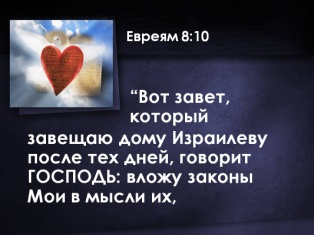 Евреям 8:10
“Вот завет,
который
завещаю дому Израилеву
после тех дней, говорит
ГОСПОДЬ: вложу законы
Мои в мысли их,